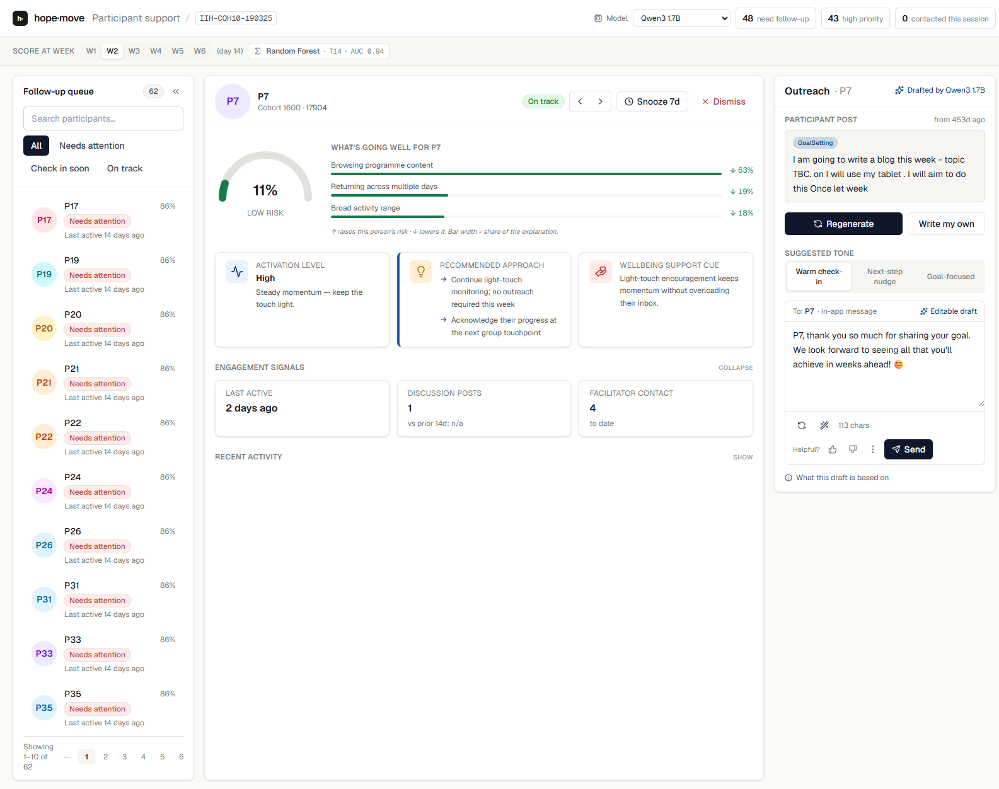 h·
hope·move
Participant support /
IIH-COH10-190325
Model
Qwen3 1.7B
48 need follow-up
43 high priority
0 contacted this session
SCORE AT WEEK
W1
W2
W3
W4
W5
W6
(day 14)
Random Forest · T14 · AUC 0.94
Follow-up queue
62
Search participants...
All
Needs attention
Check in soon
On track
P17
P17
86%
Needs attention
Last active 14 days ago
P19
P19
86%
Needs attention
Last active 14 days ago
P20
P20
86%
Needs attention
Last active 14 days ago
P21
P21
86%
Needs attention
Last active 14 days ago
P22
P22
86%
Needs attention
Last active 14 days ago
P24
P24
86%
Needs attention
Last active 14 days ago
P26
P26
86%
Needs attention
Last active 14 days ago
P31
P31
86%
Needs attention
Last active 14 days ago
P33
P33
86%
Needs attention
Last active 14 days ago
P35
P35
86%
Needs attention
Last active 14 days ago
Showing
1–10 of
62
← 1 2 3 4 5 6
P7
P7
Cohort 1600 · 17904
On track
Snooze 7d
Dismiss
11%
LOW RISK
WHAT'S GOING WELL FOR P7
Browsing programme content
↓ 63%
Returning across multiple days
↓ 19%
Broad activity range
↓ 18%
↑ raises this person's risk · ↓ lowers it. Bar width = share of the explanation.
ACTIVATION LEVEL
High
Steady momentum — keep the
touch light.
RECOMMENDED APPROACH
→ Continue light-touch
monitoring; no outreach
required this week
→ Acknowledge their progress at
the next group touchpoint
WELLBEING SUPPORT CUE
Light-touch encouragement keeps
momentum without overloading
their inbox.
ENGAGEMENT SIGNALS
COLLAPSE
LAST ACTIVE
2 days ago
DISCUSSION POSTS
1
vs prior 14d: n/a
FACILITATOR CONTACT
4
to date
RECENT ACTIVITY
SHOW
Outreach · P7
Drafted by Qwen3 1.7B
PARTICIPANT POST
from 453d ago
GoalSetting
I am going to write a blog this week - topic
TBC. on I will use my tablet . I will aim to do
this Once let week
Regenerate
Write my own
SUGGESTED TONE
Warm check-
in
Next-step
nudge
Goal-focused
To: P7 · in-app message
Editable draft
P7, thank you so much for sharing your goal.
We look forward to seeing all that you'll
achieve in weeks ahead! 😊
113 chars
Helpful?
Send
What this draft is based on